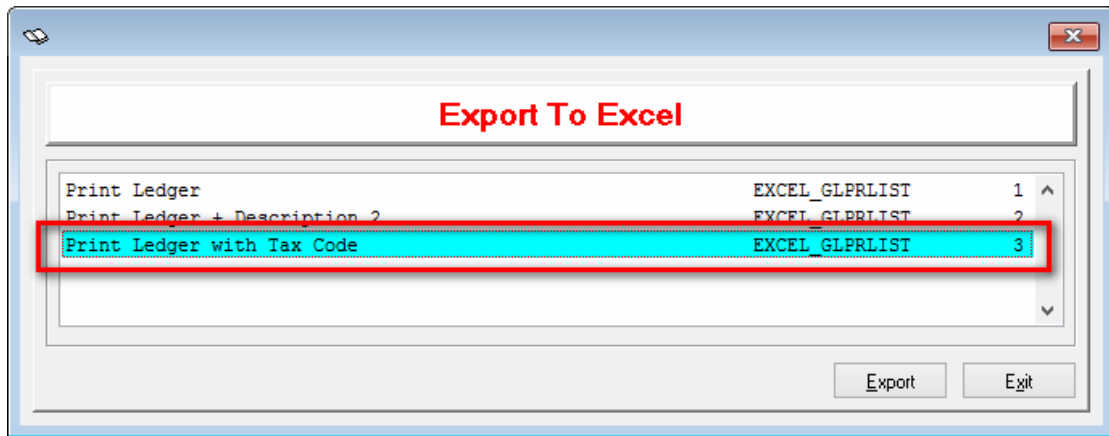 Export To Excel
Print Ledger EXCEL_GLPRLIST 1
Print Ledger + Description 2 EXCEL_GLPRLIST 2
Print Ledger with Tax Code EXCEL_GLPRLIST 3
Export Exit